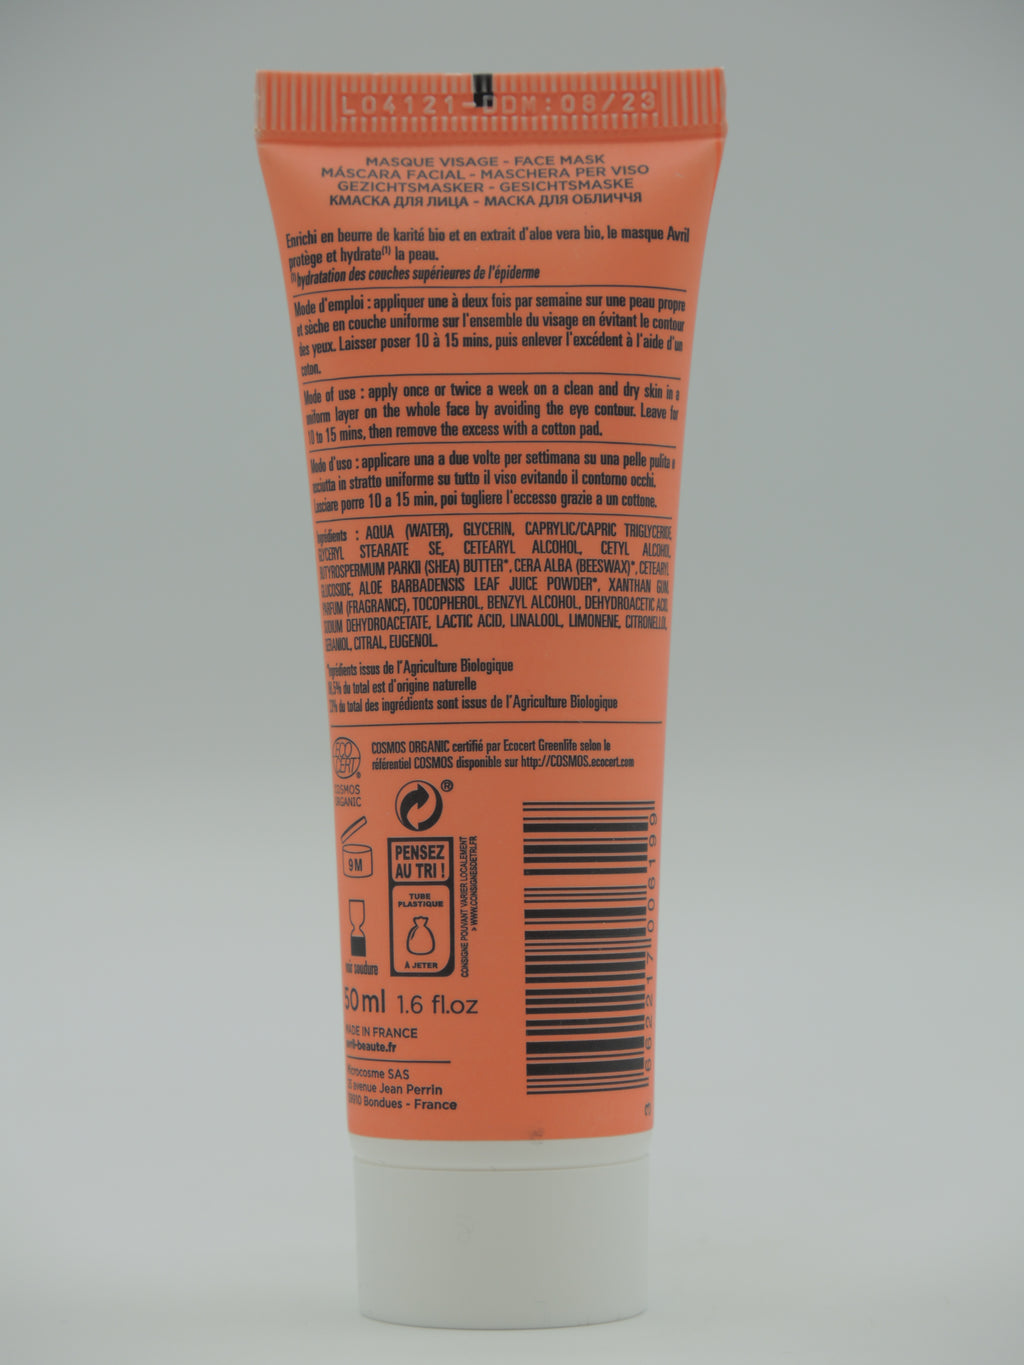 L04121-DDM:08/23
MASQUE VISAGE - FACE MASK
MÁSCARA FACIAL - MASCHERA PER VISO
GEZICHTSMASKER - GESICHTSMASKE
КМАСКА ДЛЯ ЛИЦА - МАСКА ДЛЯ ОБЛИЧЧЯ
Enrichi en beurre de karité bio et en extrait d'aloe vera bio, le masque Avril
protège et hydrate(1) la peau.
(1)hydratation des couches supérieures de l'épiderme
Mode d'emploi : appliquer une à deux fois par semaine sur une peau propre
et sèche en couche uniforme sur l'ensemble du visage en évitant le contour
des yeux. Laisser poser 10 à 15 mins, puis enlever l'excédent à l'aide d'un
coton.
Mode of use : apply once or twice a week on a clean and dry skin in a
uniform layer on the whole face by avoiding the eye contour. Leave for
10 to 15 mins, then remove the excess with a cotton pad.
Modo d'uso : applicare una a due volte per settimana su una pelle pulita e
asciutta in stratto uniforme su tutto il viso evitando il contorno occhi.
Lasciare porre 10 a 15 min, poi togliere l'eccesso grazie a un cottone.
Ingrédients : AQUA (WATER), GLYCERIN, CAPRYLIC/CAPRIC TRIGLYCERIDE,
GLYCERYL STEARATE SE, CETEARYL ALCOHOL, CETYL ALCOHOL,
BUTYROSPERMUM PARKII (SHEA) BUTTER*, CERA ALBA (BEESWAX)*, CETEARYL
GLUCOSIDE, ALOE BARBADENSIS LEAF JUICE POWDER*, XANTHAN GUM,
PARFUM (FRAGRANCE), TOCOPHEROL, BENZYL ALCOHOL, DEHYDROACETIC ACID,
SODIUM DEHYDROACETATE, LACTIC ACID, LINALOOL, LIMONENE, CITRONELLOL,
GERANIOL, CITRAL, EUGENOL.
*Ingrédients issus de l'Agriculture Biologique
du total est d'origine naturelle
du total des ingrédients sont issus de l'Agriculture Biologique
ECO
CERT®
COSMOS
ORGANIC
COSMOS ORGANIC certifié par Ecocert Greenlife selon le
référentiel COSMOS disponible sur http://COSMOS.ecocert.com
®
9M
PENSEZ
AU TRI !
TUBE
PLASTIQUE
À JETER
CONSIGNE POUVANT VARIER LOCALEMENT
> WWW.CONSIGNESDETRI.FR
voir soudure
50ml 1.6 fl.oz
MADE IN FRANCE
avril-beaute.fr
Microcosme SAS
avenue Jean Perrin
59910 Bondues - France
3 662217 006199